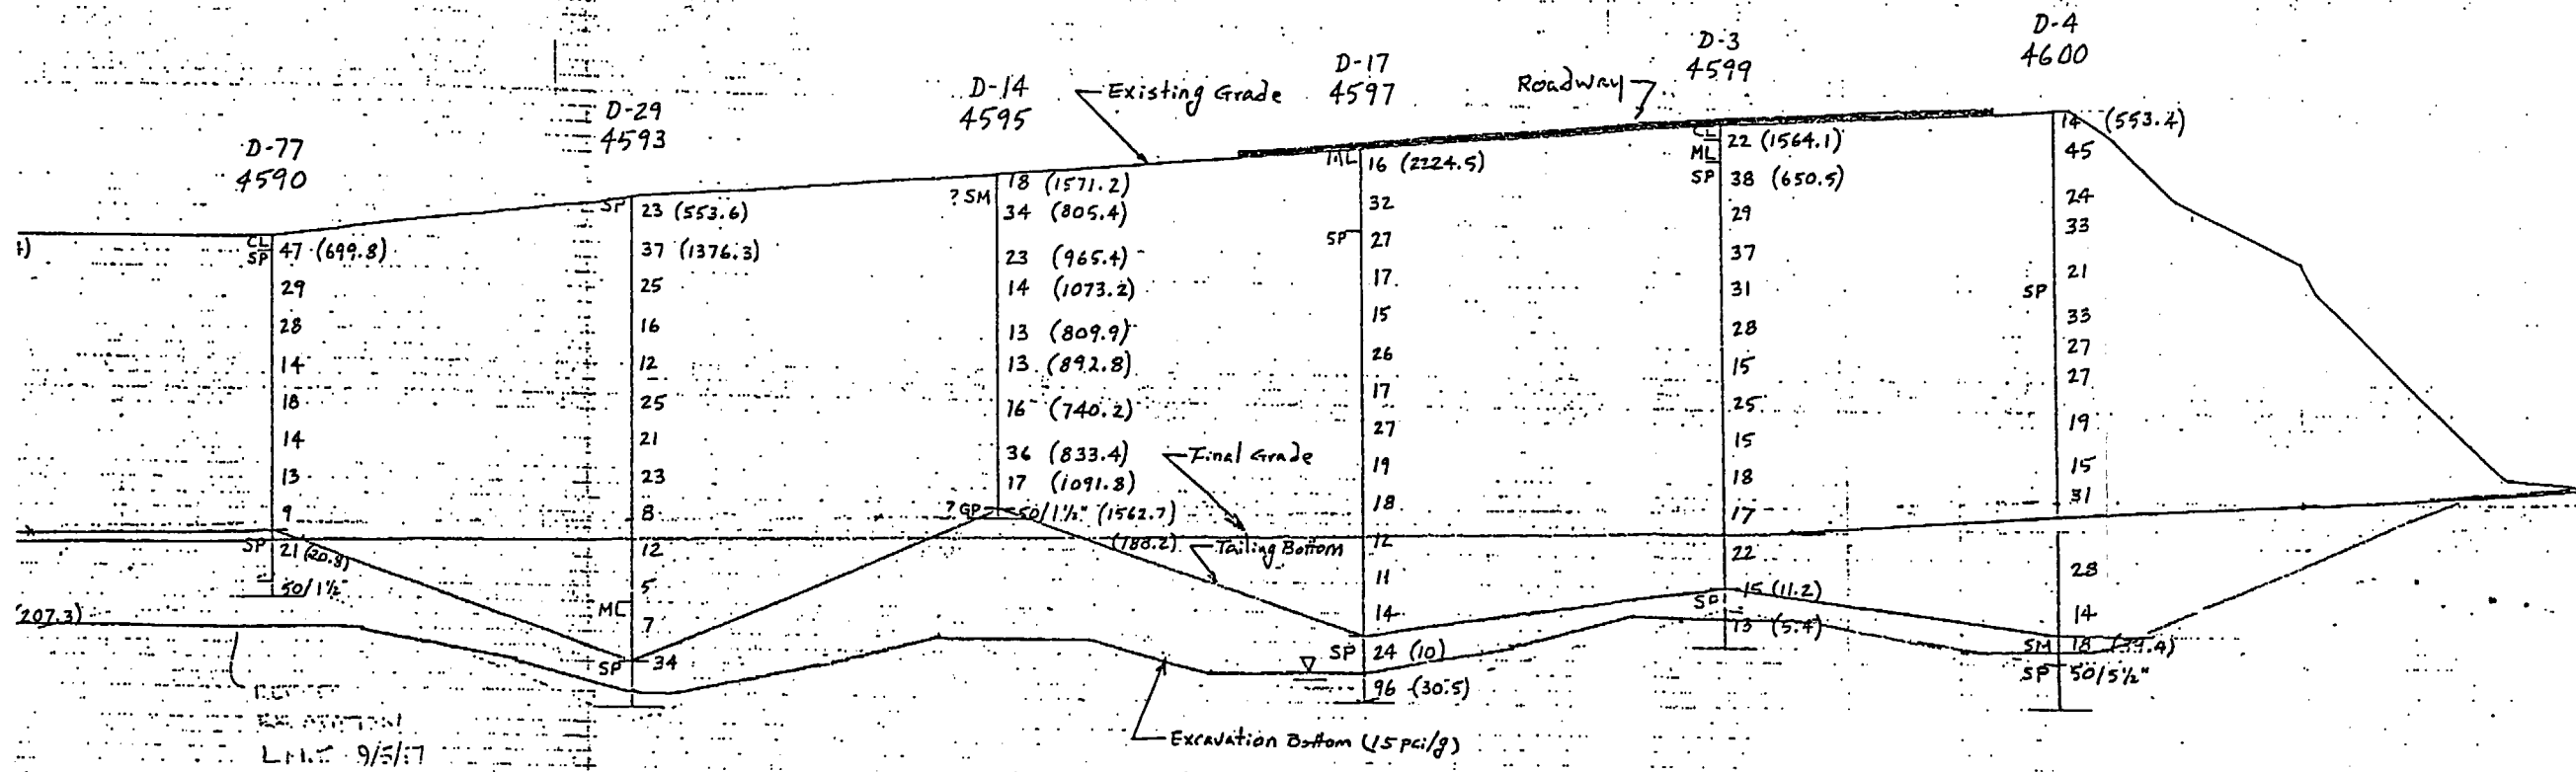 D-77
4590
CL
SP
47 (699.8)
29
28
14
18
14
13
9
SP
21 (20.8)
50/1½"
207.3)
9/5/17
D-29
4593
SP
23 (553.6)
37 (1376.3)
25
16
12
25
21
23
8
12
5
ML
7
SP
34
D-14
4595
Existing Grade
? SM
18 (1571.2)
34 (805.4)
23 (965.4)
14 (1073.2)
13 (809.9)
13 (892.8)
16 (740.2)
36 (833.4)
17 (1091.8)
? GP
50/1½" (1562.7)
(188.2)
Final Grade
Tailing Bottom
Excavation Bottom (15 pci/g)
D-17
4597
ML
16 (2224.5)
32
SP
27
17
15
26
17
27
19
18
12
11
14
SP
24 (10)
96 (30.5)
Roadway
D-3
4599
CL
22 (1564.1)
ML
SP
38 (650.5)
29
37
31
28
15
25
15
18
17
22
15 (11.2)
SP
13 (5.4)
D-4
4600
14 (553.4)
45
24
33
21
SP
33
27
27
19
15
31
28
14
SM
18 (39.4)
SP
50/5½"